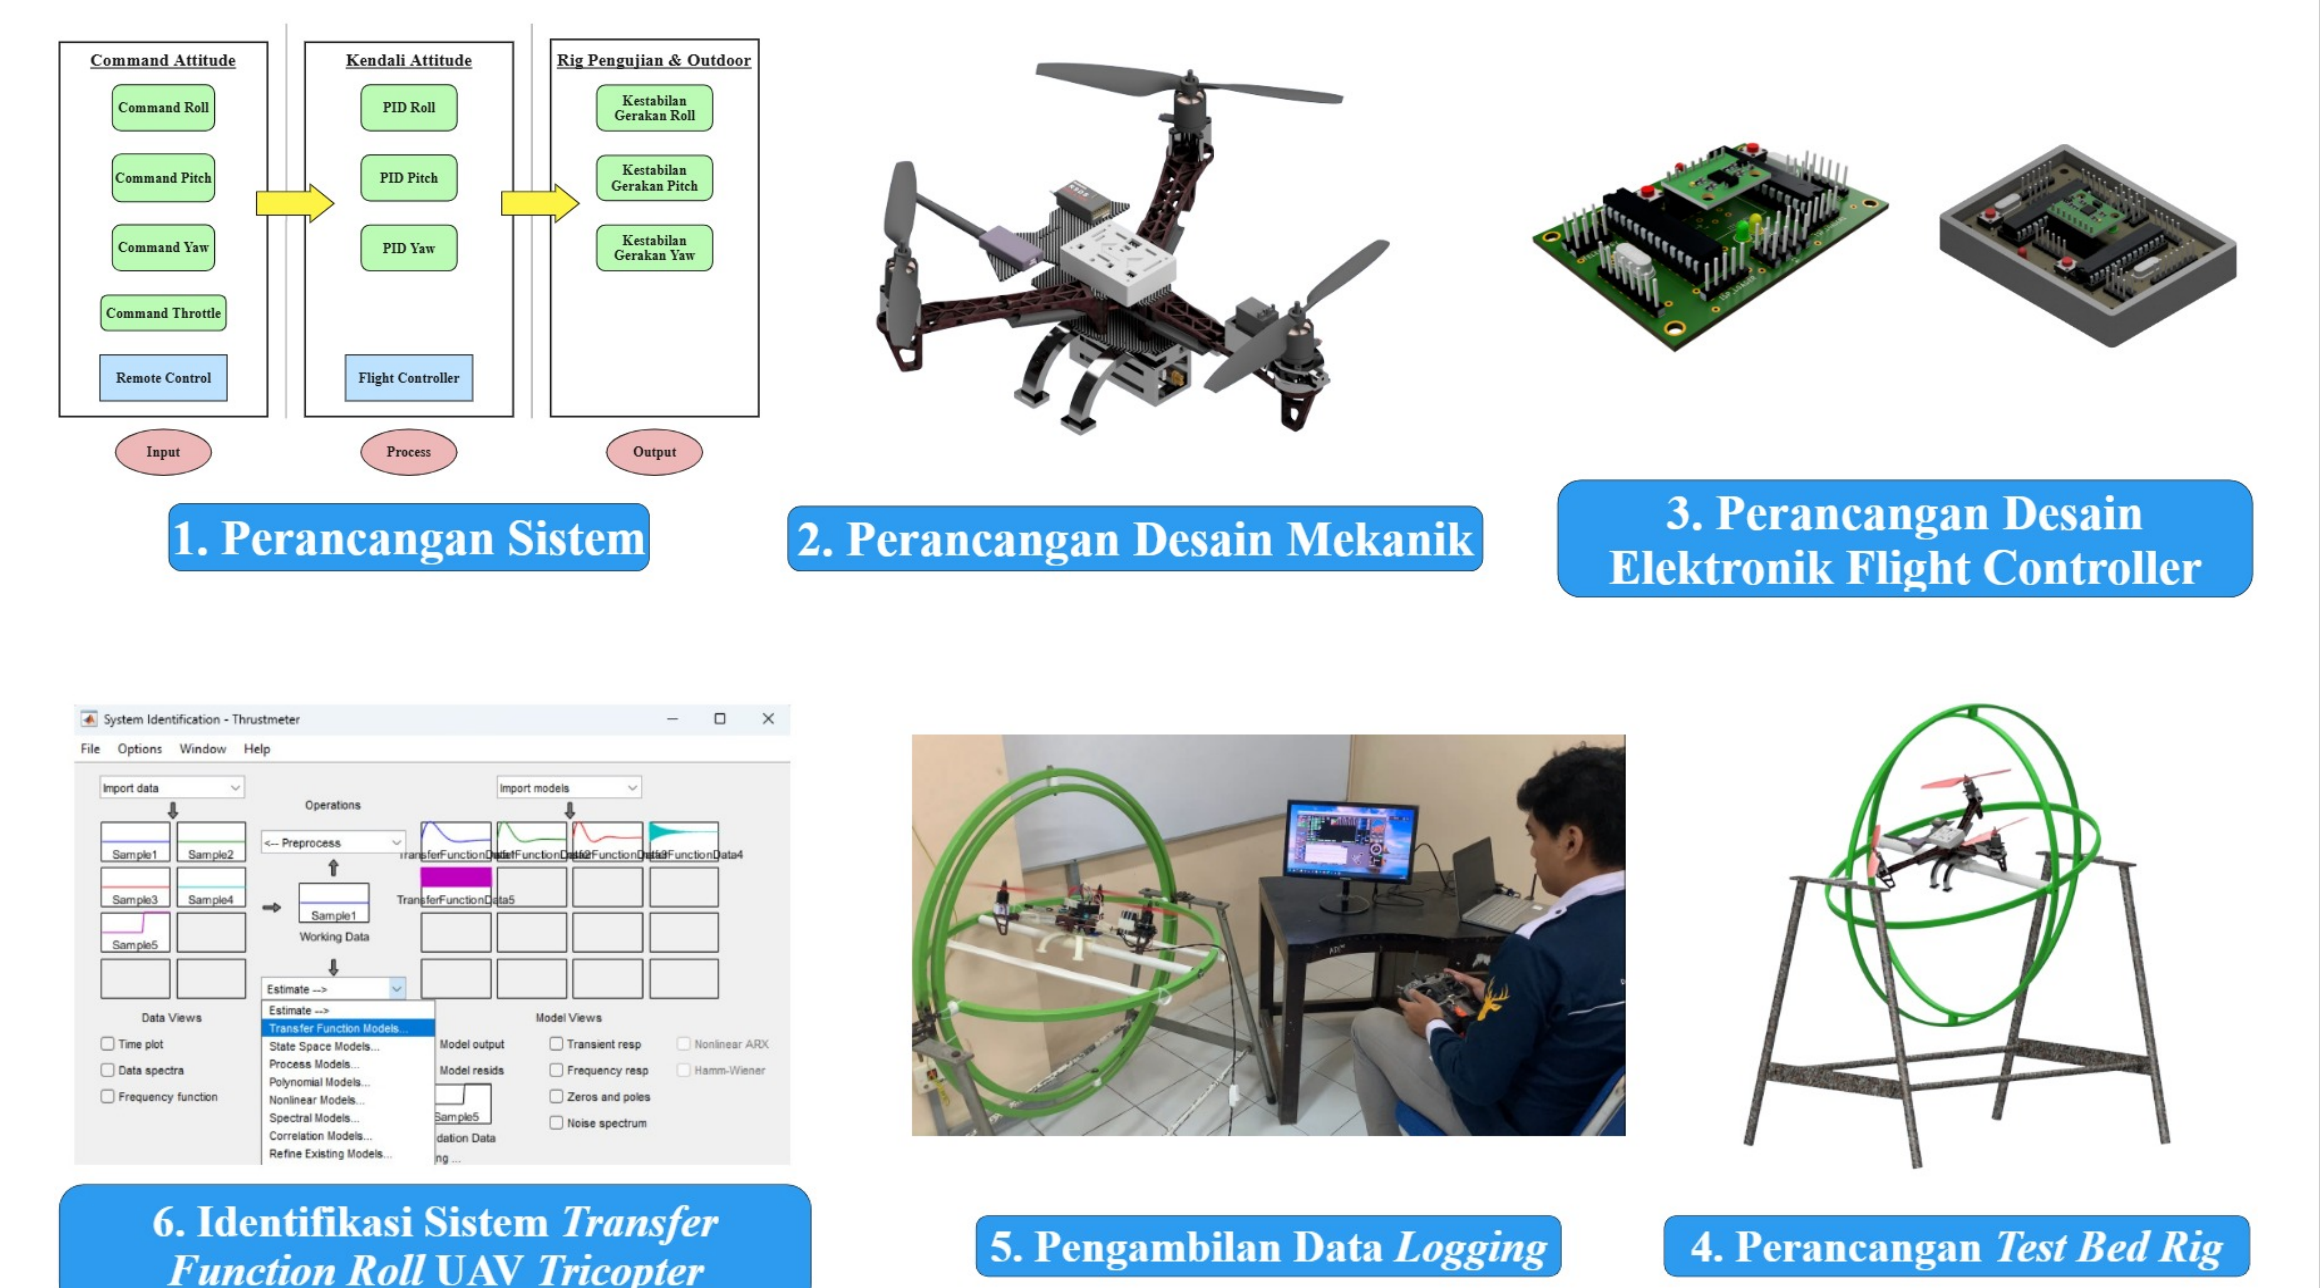 Command Attitude
Command Roll
Command Pitch
Command Yaw
Command Throttle
Remote Control
Input
Kendali Attitude
PID Roll
PID Pitch
PID Yaw
Flight Controller
Process
Rig Pengujian & Outdoor
Kestabilan
Gerakan Roll
Kestabilan
Gerakan Pitch
Kestabilan
Gerakan Yaw
Output
1. Perancangan Sistem
2. Perancangan Desain Mekanik
3. Perancangan Desain
Elektronik Flight Controller
System Identification - Thrustmeter
File Options Window Help
Import data
Import models
Operations
<-- Preprocess
Sample1 Sample2
Sample3 Sample4
Sample5
Sample1
Working Data
TransferFunctionData5
Estimate -->
Estimate -->
Transfer Function Models...
State Space Models...
Process Models...
Polynomial Models...
Nonlinear Models...
Spectral Models...
Correlation Models...
Refine Existing Models...
Data Views
Time plot
Data spectra
Frequency function
Model Views
Model output Transient resp Nonlinear ARX
Model resids Frequency resp Hamm-Wiener
Zeros and poles
Noise spectrum
Sample5
dation Data
ng ...
6. Identifikasi Sistem Transfer
Function Roll UAV Tricopter
5. Pengambilan Data Logging
4. Perancangan Test Bed Rig